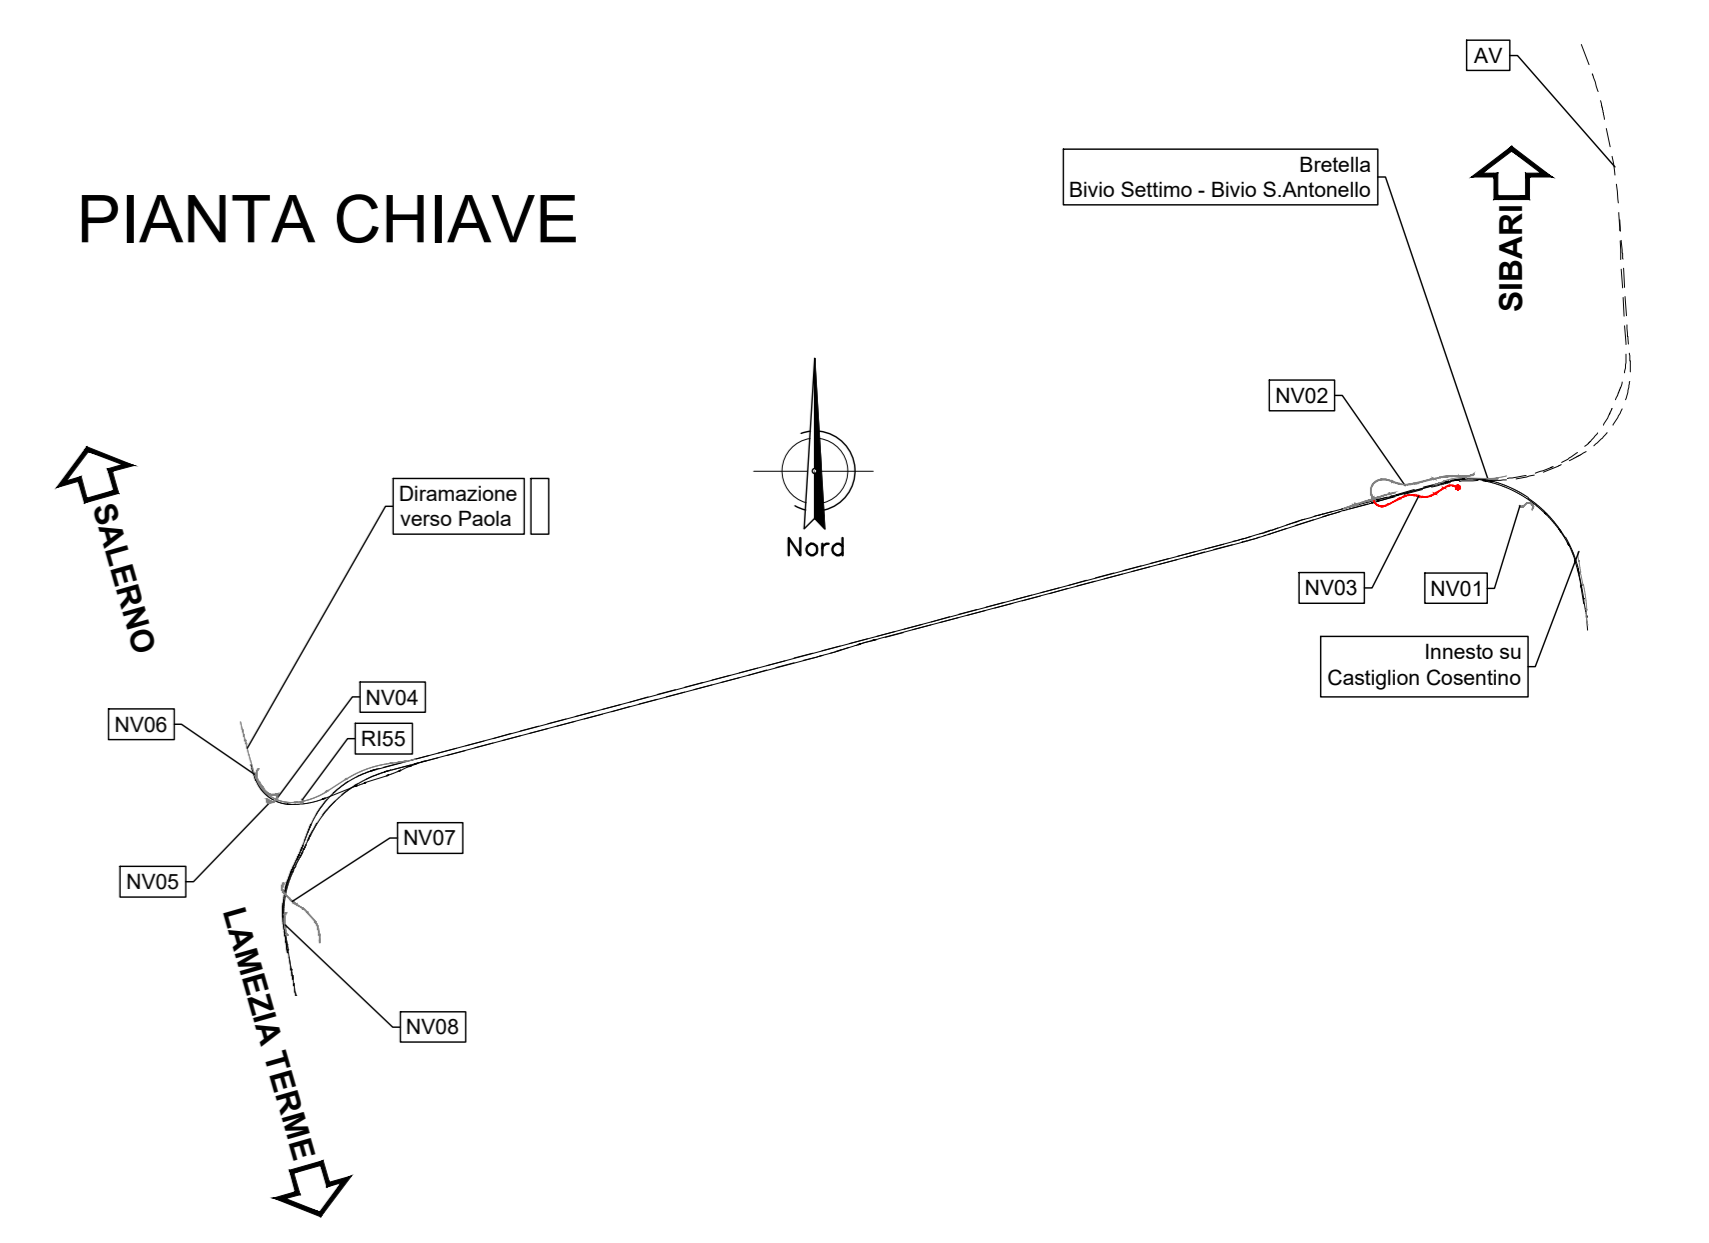 AV
Bretella
Bivio Settimo - Bivio S.Antonello
PIANTA CHIAVE
SIBARI
NV02
Diramazione
verso Paola
SALERNO
Nord
NV03
NV01
Innesto su
Castiglion Cosentino
NV04
NV06
RI55
NV07
NV05
LAMEZIA TERME
NV08